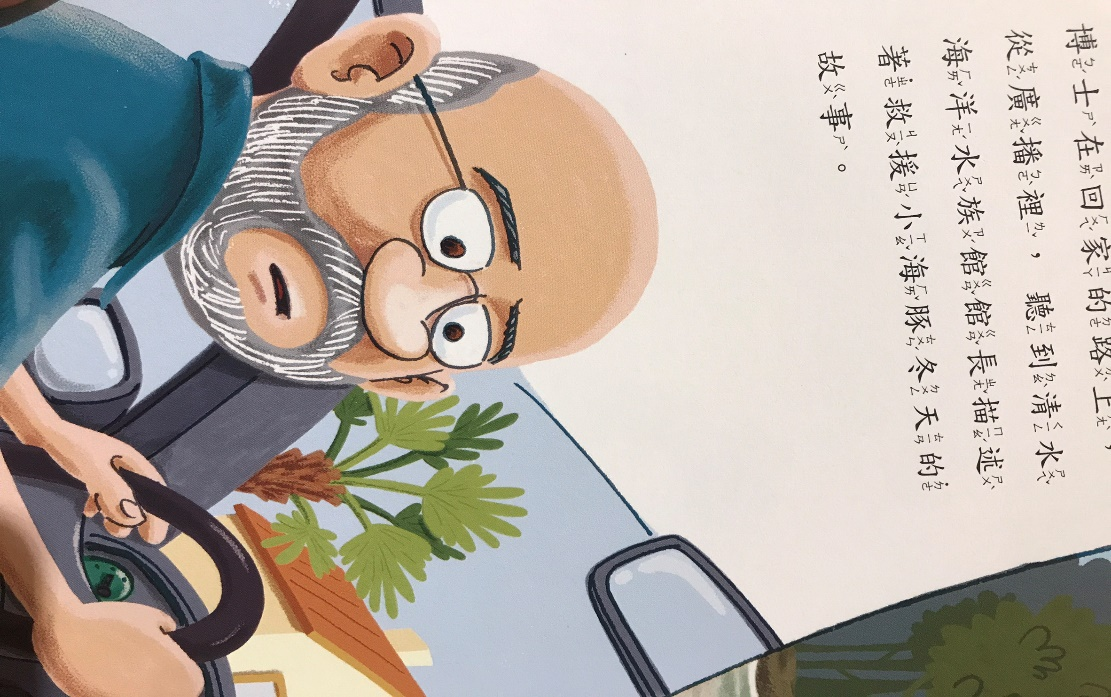 博士在回家的路上，
從廣播裡，聽到清水
海洋水族館館長描述
著救援小海豚冬天的
故事。